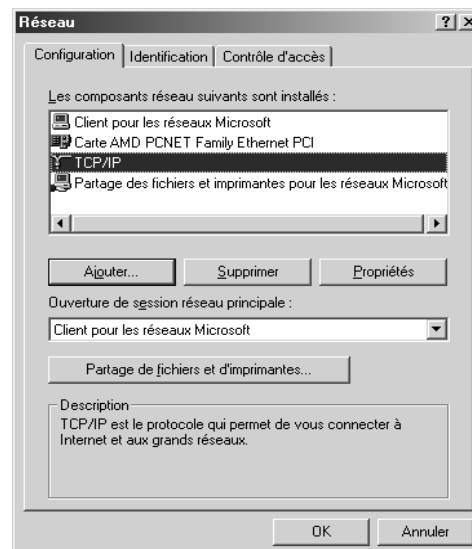 Réseau
Configuration
Identification
Contrôle d'accès
Les composants réseau suivants sont installés :
Client pour les réseaux Microsoft
Carte AMD PCNET Family Ethernet PCI
TCP/IP
Partage des fichiers et imprimantes pour les réseaux Microsoft
Ajouter...
Supprimer
Propriétés
Ouverture de session réseau principale :
Client pour les réseaux Microsoft
Partage de fichiers et d'imprimantes...
Description
TCP/IP est le protocole qui permet de vous connecter à
Internet et aux grands réseaux.
OK
Annuler